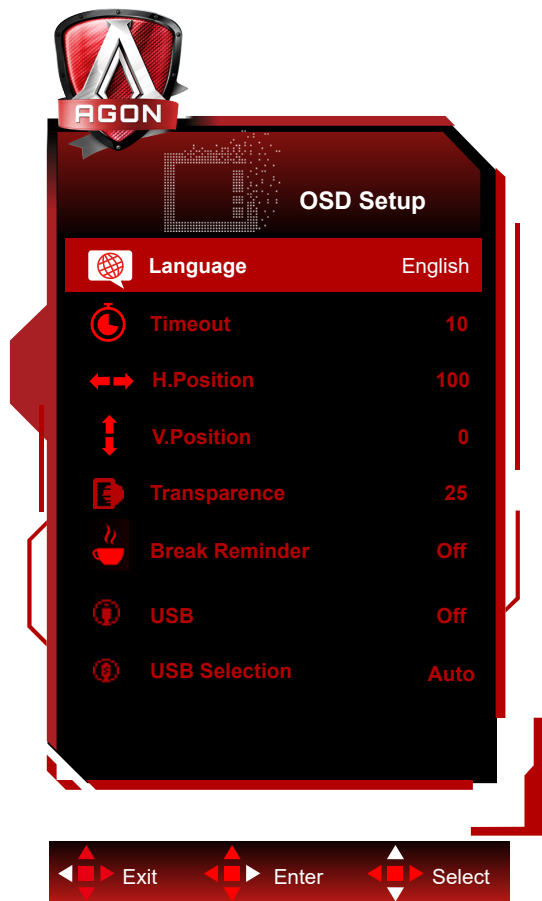 AGON
OSD Setup
Language English
Timeout 10
H.Position 100
V.Position 0
Transparence 25
Break Reminder Off
USB Off
USB Selection Auto
Exit Enter Select